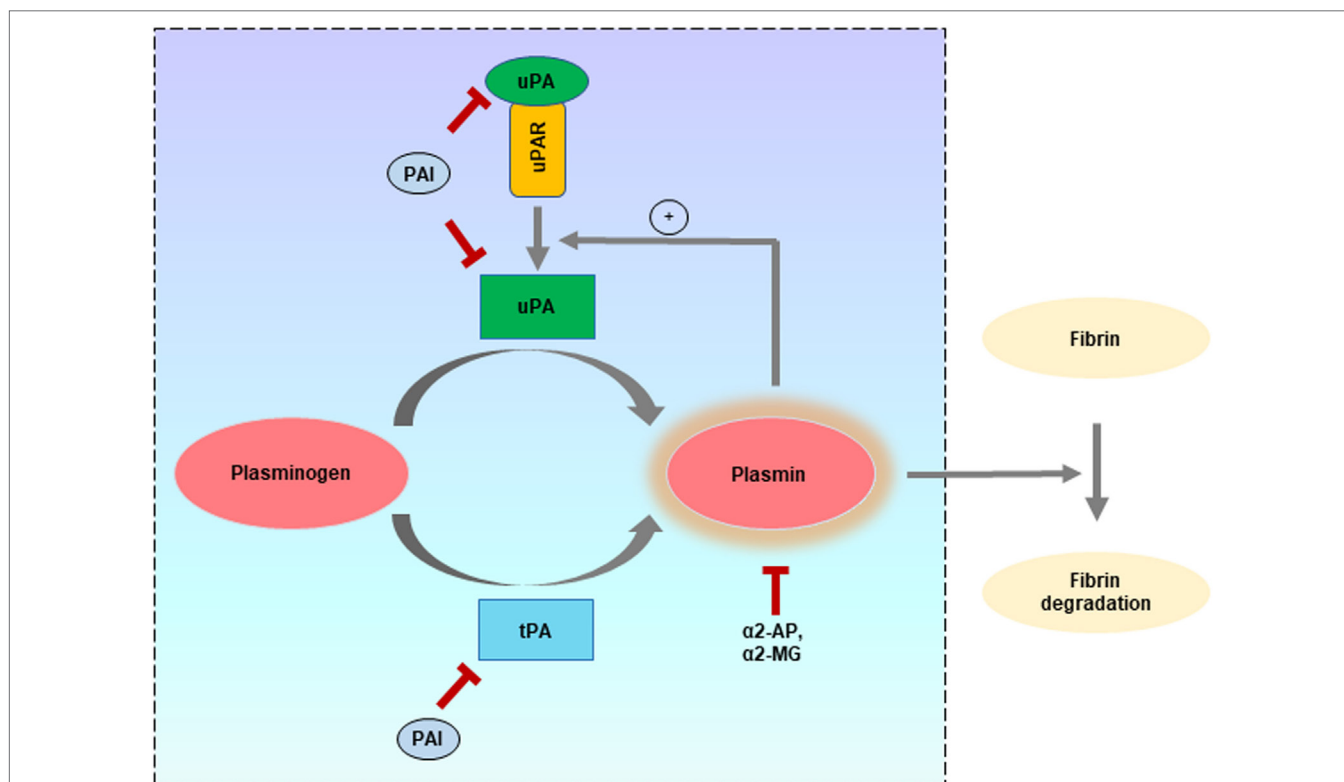 uPA
uPAR
PAI
+
uPA
Fibrin
Plasminogen
Plasmin
Fibrin
degradation
tPA
α2-AP,
α2-MG
PAI